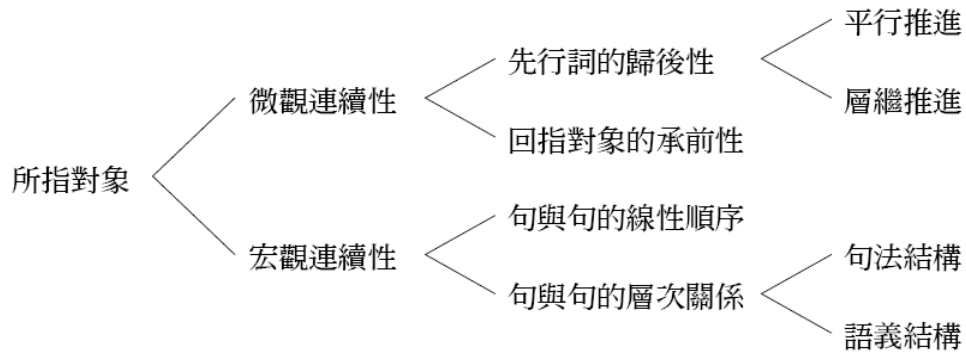 平行推進
先行詞的歸後性
微觀連續性
層繼推進
回指對象的承前性
所指對象
句與句的線性順序
宏觀連續性
句法結構
句與句的層次關係
語義結構